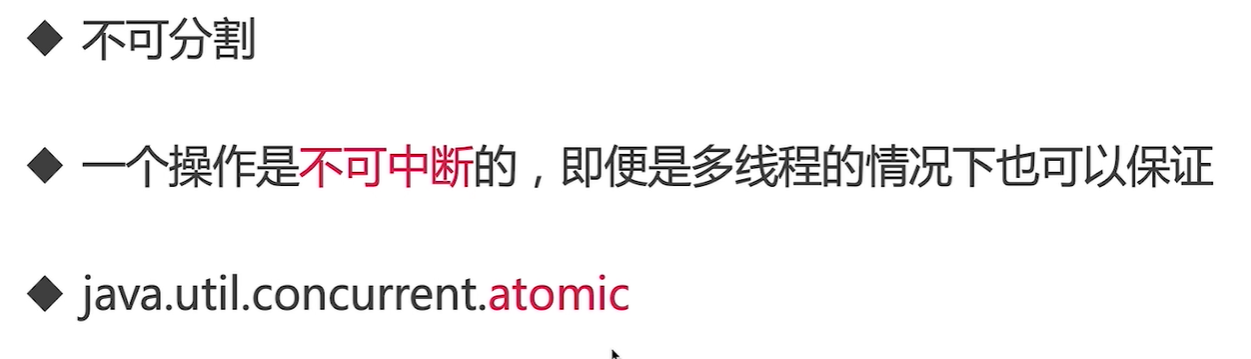 ◆ 不可分割
◆ 一个操作是不可中断的，即便是多线程的情况下也可以保证
◆ java.util.concurrent.atomic